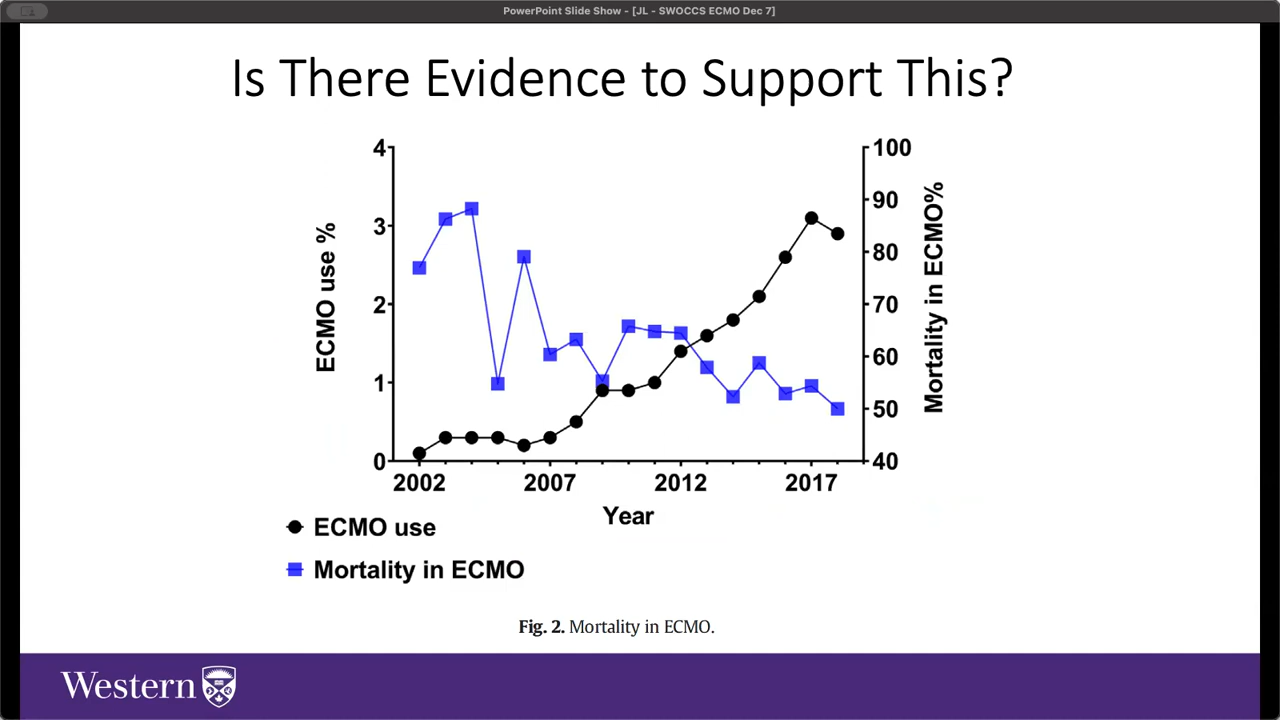 PowerPoint Slide Show - [JL - SWOCCS ECMO Dec 7]
Is There Evidence to Support This?
4
3
2
1
0
ECMO use %
100
90
80
70
60
50
40
Mortality in ECMO%
2002 2007 2012 2017
Year
ECMO use
Mortality in ECMO
Fig. 2. Mortality in ECMO.
Western